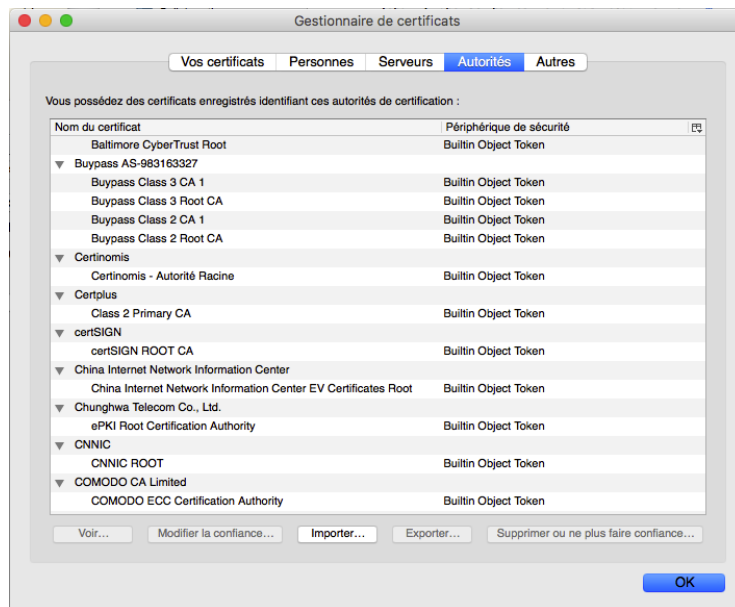 Gestionnaire de certificats
Vos certificats Personnes Serveurs Autorités Autres
Vous possédez des certificats enregistrés identifiant ces autorités de certification :
Nom du certificat Périphérique de sécurité
Baltimore CyberTrust Root Builtin Object Token
Buypass AS-983163327
Buypass Class 3 CA 1 Builtin Object Token
Buypass Class 3 Root CA Builtin Object Token
Buypass Class 2 CA 1 Builtin Object Token
Buypass Class 2 Root CA Builtin Object Token
Certinomis
Certinomis - Autorité Racine Builtin Object Token
Certplus
Class 2 Primary CA Builtin Object Token
certSIGN
certSIGN ROOT CA Builtin Object Token
China Internet Network Information Center
China Internet Network Information Center EV Certificates Root Builtin Object Token
Chunghwa Telecom Co., Ltd.
ePKI Root Certification Authority Builtin Object Token
CNNIC
CNNIC ROOT Builtin Object Token
COMODO CA Limited
COMODO ECC Certification Authority Builtin Object Token
Voir... Modifier la confiance... Importer... Exporter... Supprimer ou ne plus faire confiance...
OK